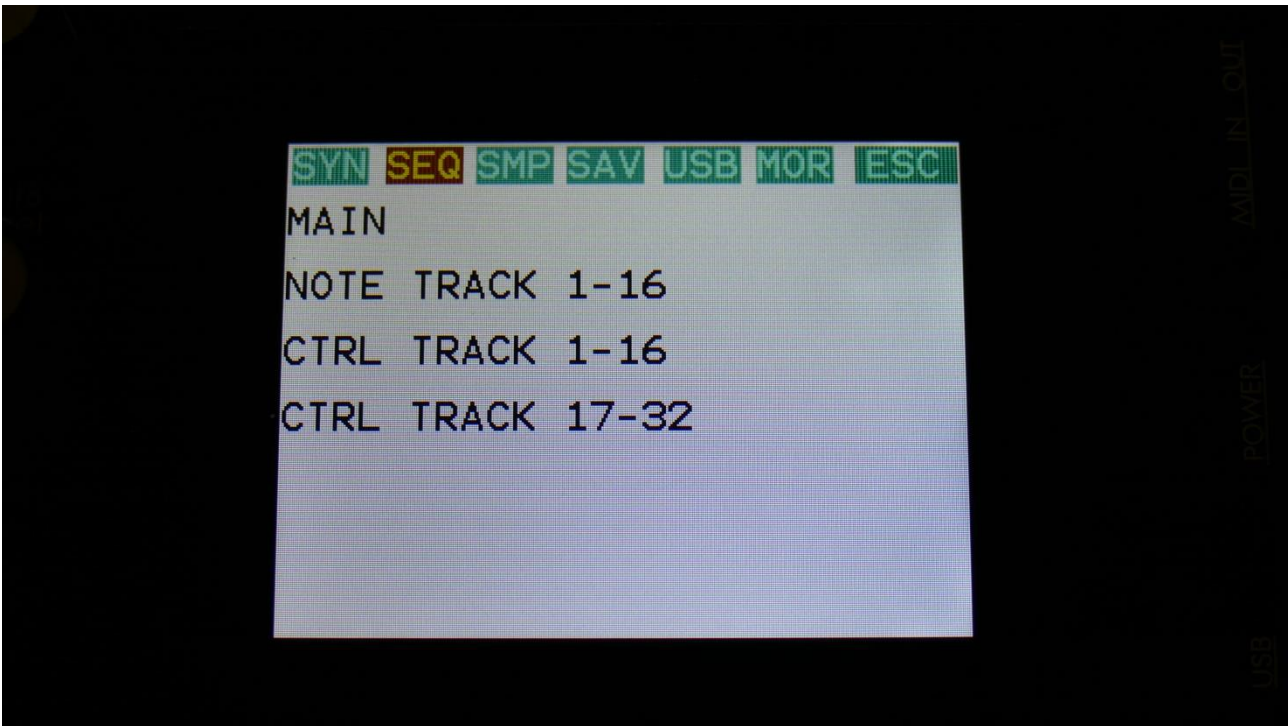 SYN SEQ SMP SAV USB MOR ESC
MAIN
NOTE TRACK 1-16
CTRL TRACK 1-16
CTRL TRACK 17-32
MIDI IN OUT
POWER
USB